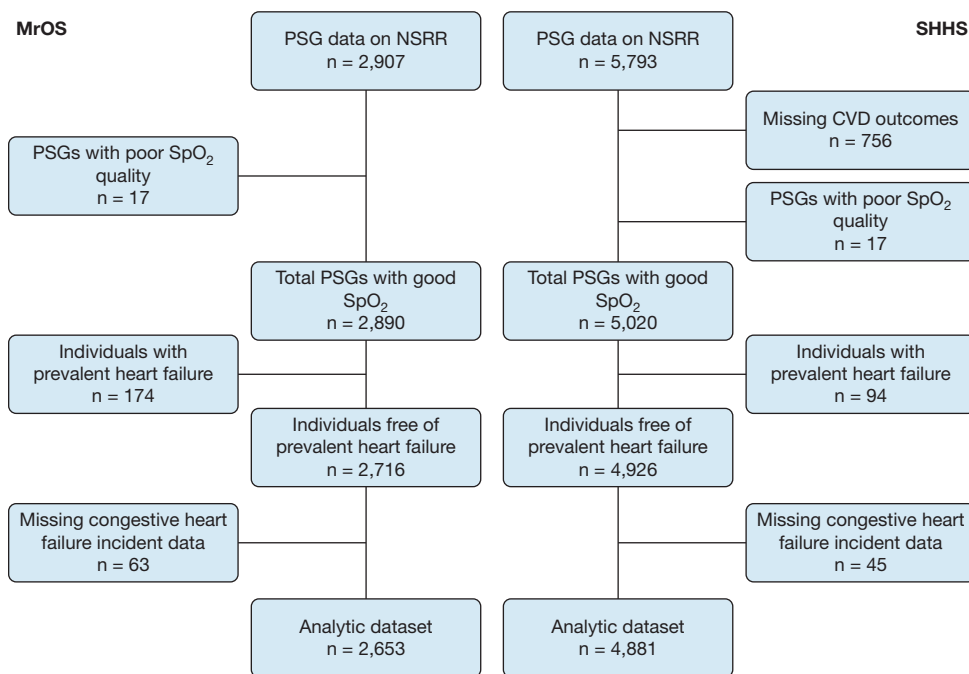 MrOS
SHHS
PSG data on NSRR
n = 2,907
PSG data on NSRR
n = 5,793
Missing CVD outcomes
n = 756
PSGs with poor SpO₂
quality
n = 17
PSGs with poor SpO₂
quality
n = 17
Total PSGs with good
SpO₂
n = 2,890
Total PSGs with good
SpO₂
n = 5,020
Individuals with
prevalent heart failure
n = 174
Individuals with
prevalent heart failure
n = 94
Individuals free of
prevalent heart failure
n = 2,716
Individuals free of
prevalent heart failure
n = 4,926
Missing congestive heart
failure incident data
n = 63
Missing congestive heart
failure incident data
n = 45
Analytic dataset
n = 2,653
Analytic dataset
n = 4,881